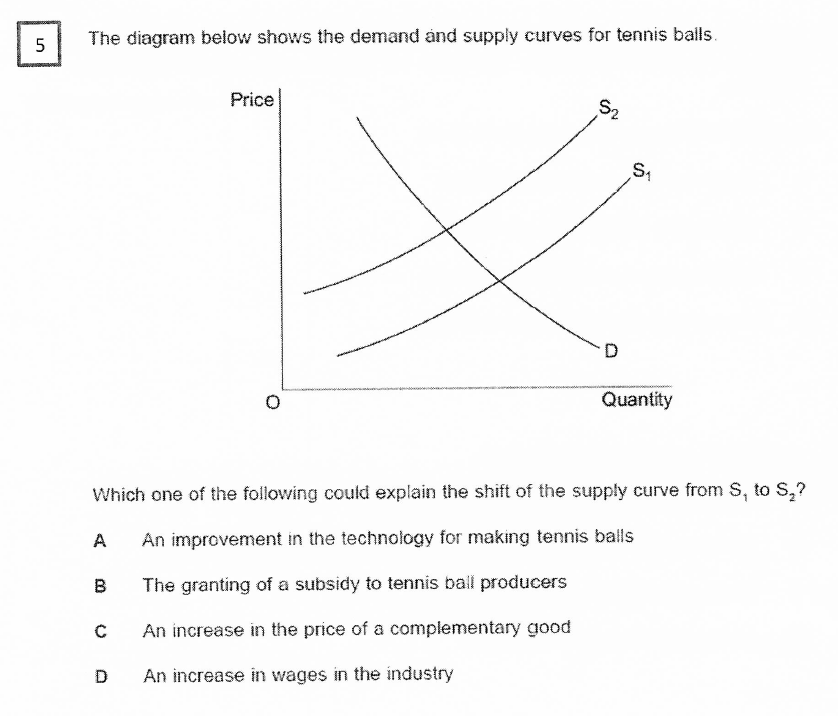 5
The diagram below shows the demand and supply curves for tennis balls.
Price
S₂
S₁
D
O
Quantity
Which one of the following could explain the shift of the supply curve from S₁ to S₂?
A An improvement in the technology for making tennis balls
B The granting of a subsidy to tennis ball producers
C An increase in the price of a complementary good
D An increase in wages in the industry